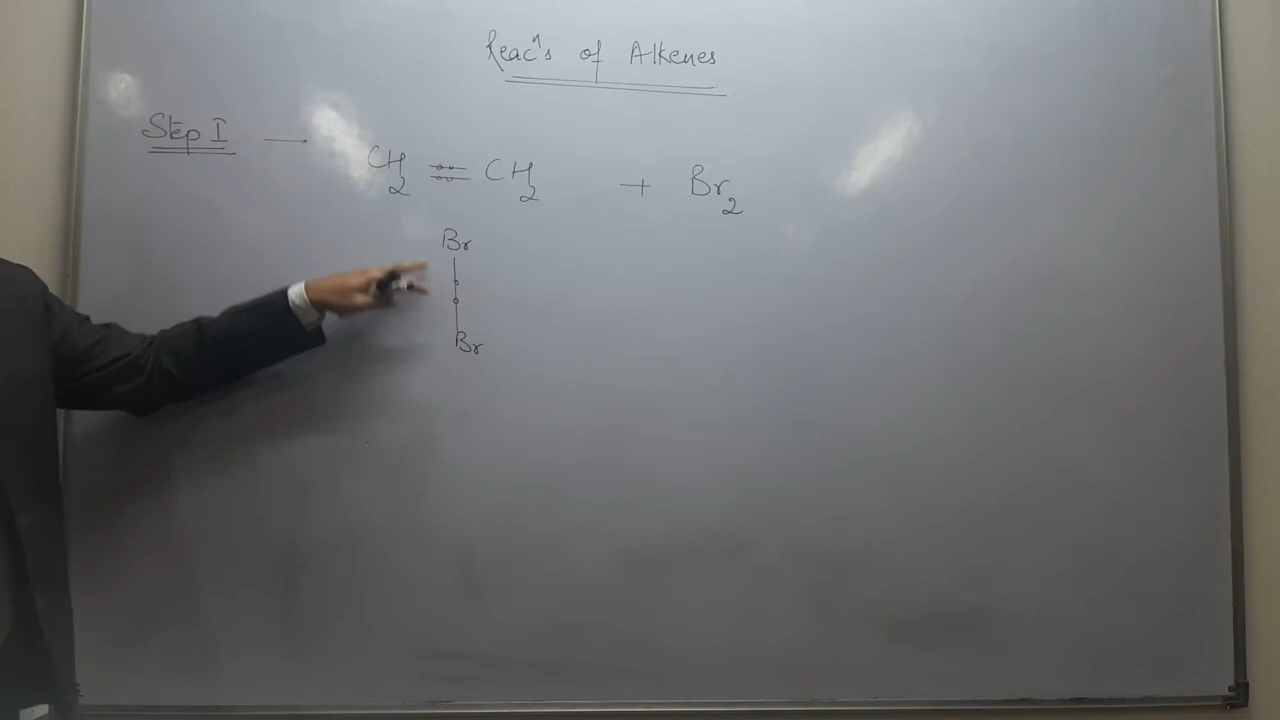 Reacⁿs of Alkenes
Step I → CH₂ = CH₂ + Br₂
Br
Br